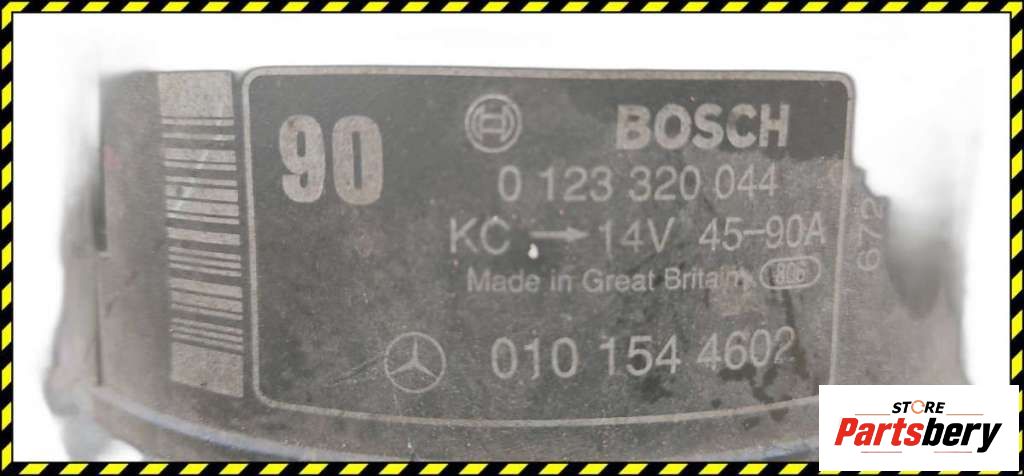 90
BOSCH
0 123 320 044
KC → 14V 45-90A
Made in Great Britain
672
010 154 4602
STORE
Partsbery